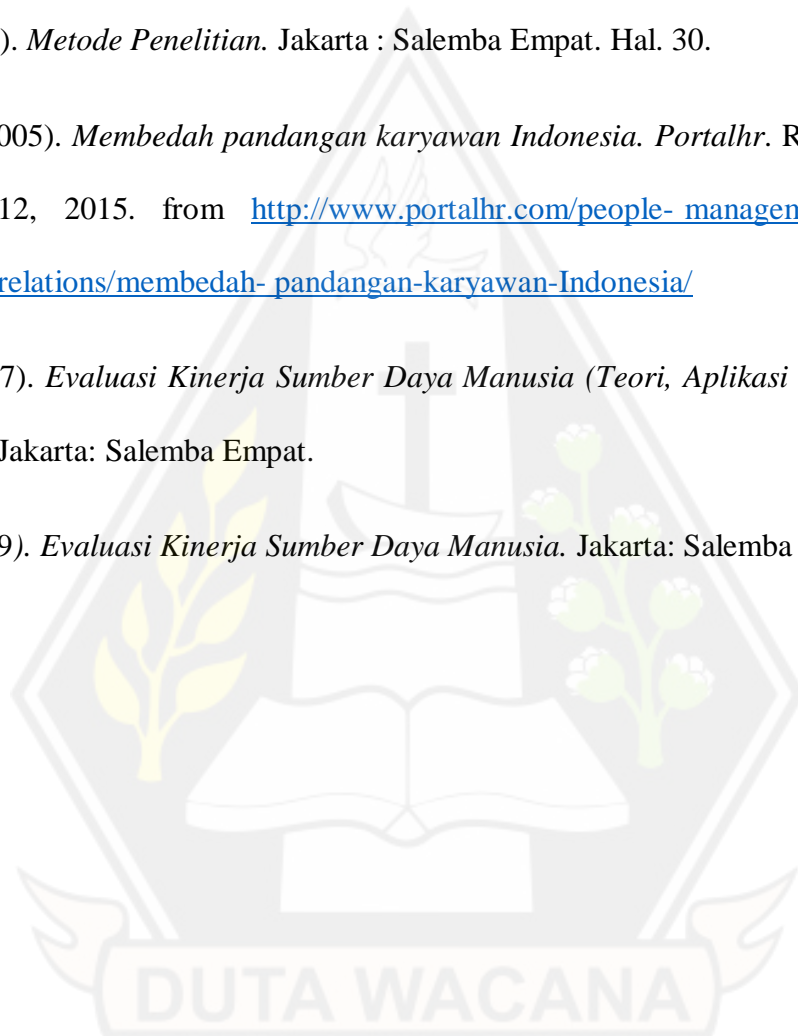 ). Metode Penelitian. Jakarta : Salemba Empat. Hal. 30.
005). Membedah pandangan karyawan Indonesia. Portalhr. R
12, 2015. from http://www.portalhr.com/people- managen
relations/membedah- pandangan-karyawan-Indonesia/
7). Evaluasi Kinerja Sumber Daya Manusia (Teori, Aplikasi
Jakarta: Salemba Empat.
9). Evaluasi Kinerja Sumber Daya Manusia. Jakarta: Salemba
DUTA WACANA